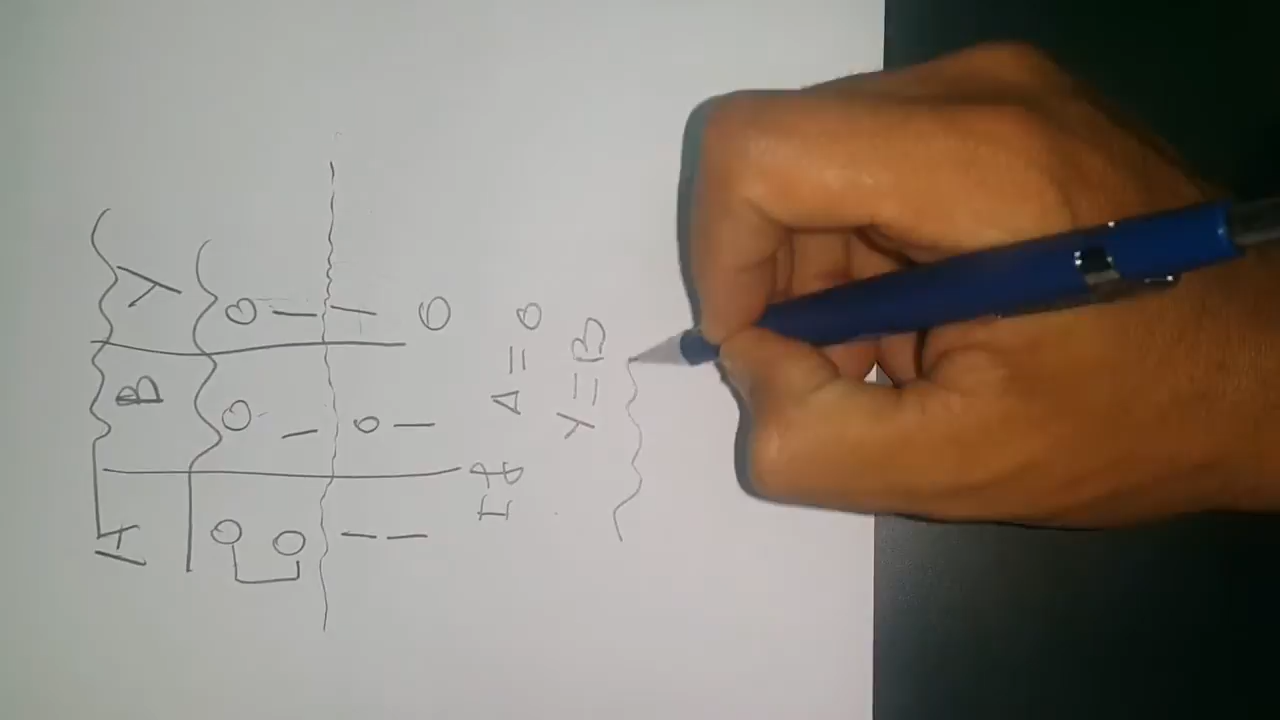 A B Y
0 0 0
0 1 1
1 0 1
1 1 0
If A = 0
Y = B